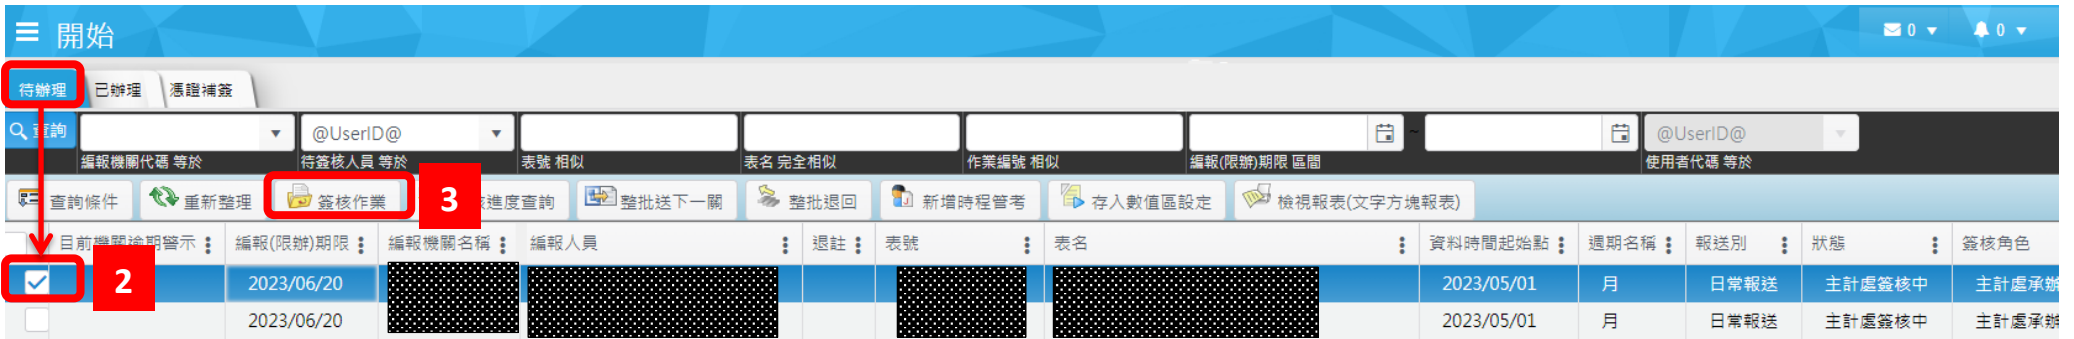 開始
0
0
待辦理 已辦理 憑證補簽
查詢 @UserID@ ~ @UserID@
編報機關代碼 等於 待簽核人員 等於 表號 相似 表名 完全相似 作業編號 相似 編報(限辦)期限 區間 使用者代碼 等於
查詢條件 重新整理 簽核作業 3 進度查詢 整批送下一關 整批退回 新增時程管考 存入數值區設定 檢視報表(文字方塊報表)
目前機關逾期警示 編報(限辦)期限 編報機關名稱 編報人員 退註 表號 表名 資料時間起始點 週期名稱 報送別 狀態 簽核角色
2 2023/06/20 2023/05/01 月 日常報送 主計處簽核中 主計處承辦
2023/06/20 2023/05/01 月 日常報送 主計處簽核中 主計處承辦